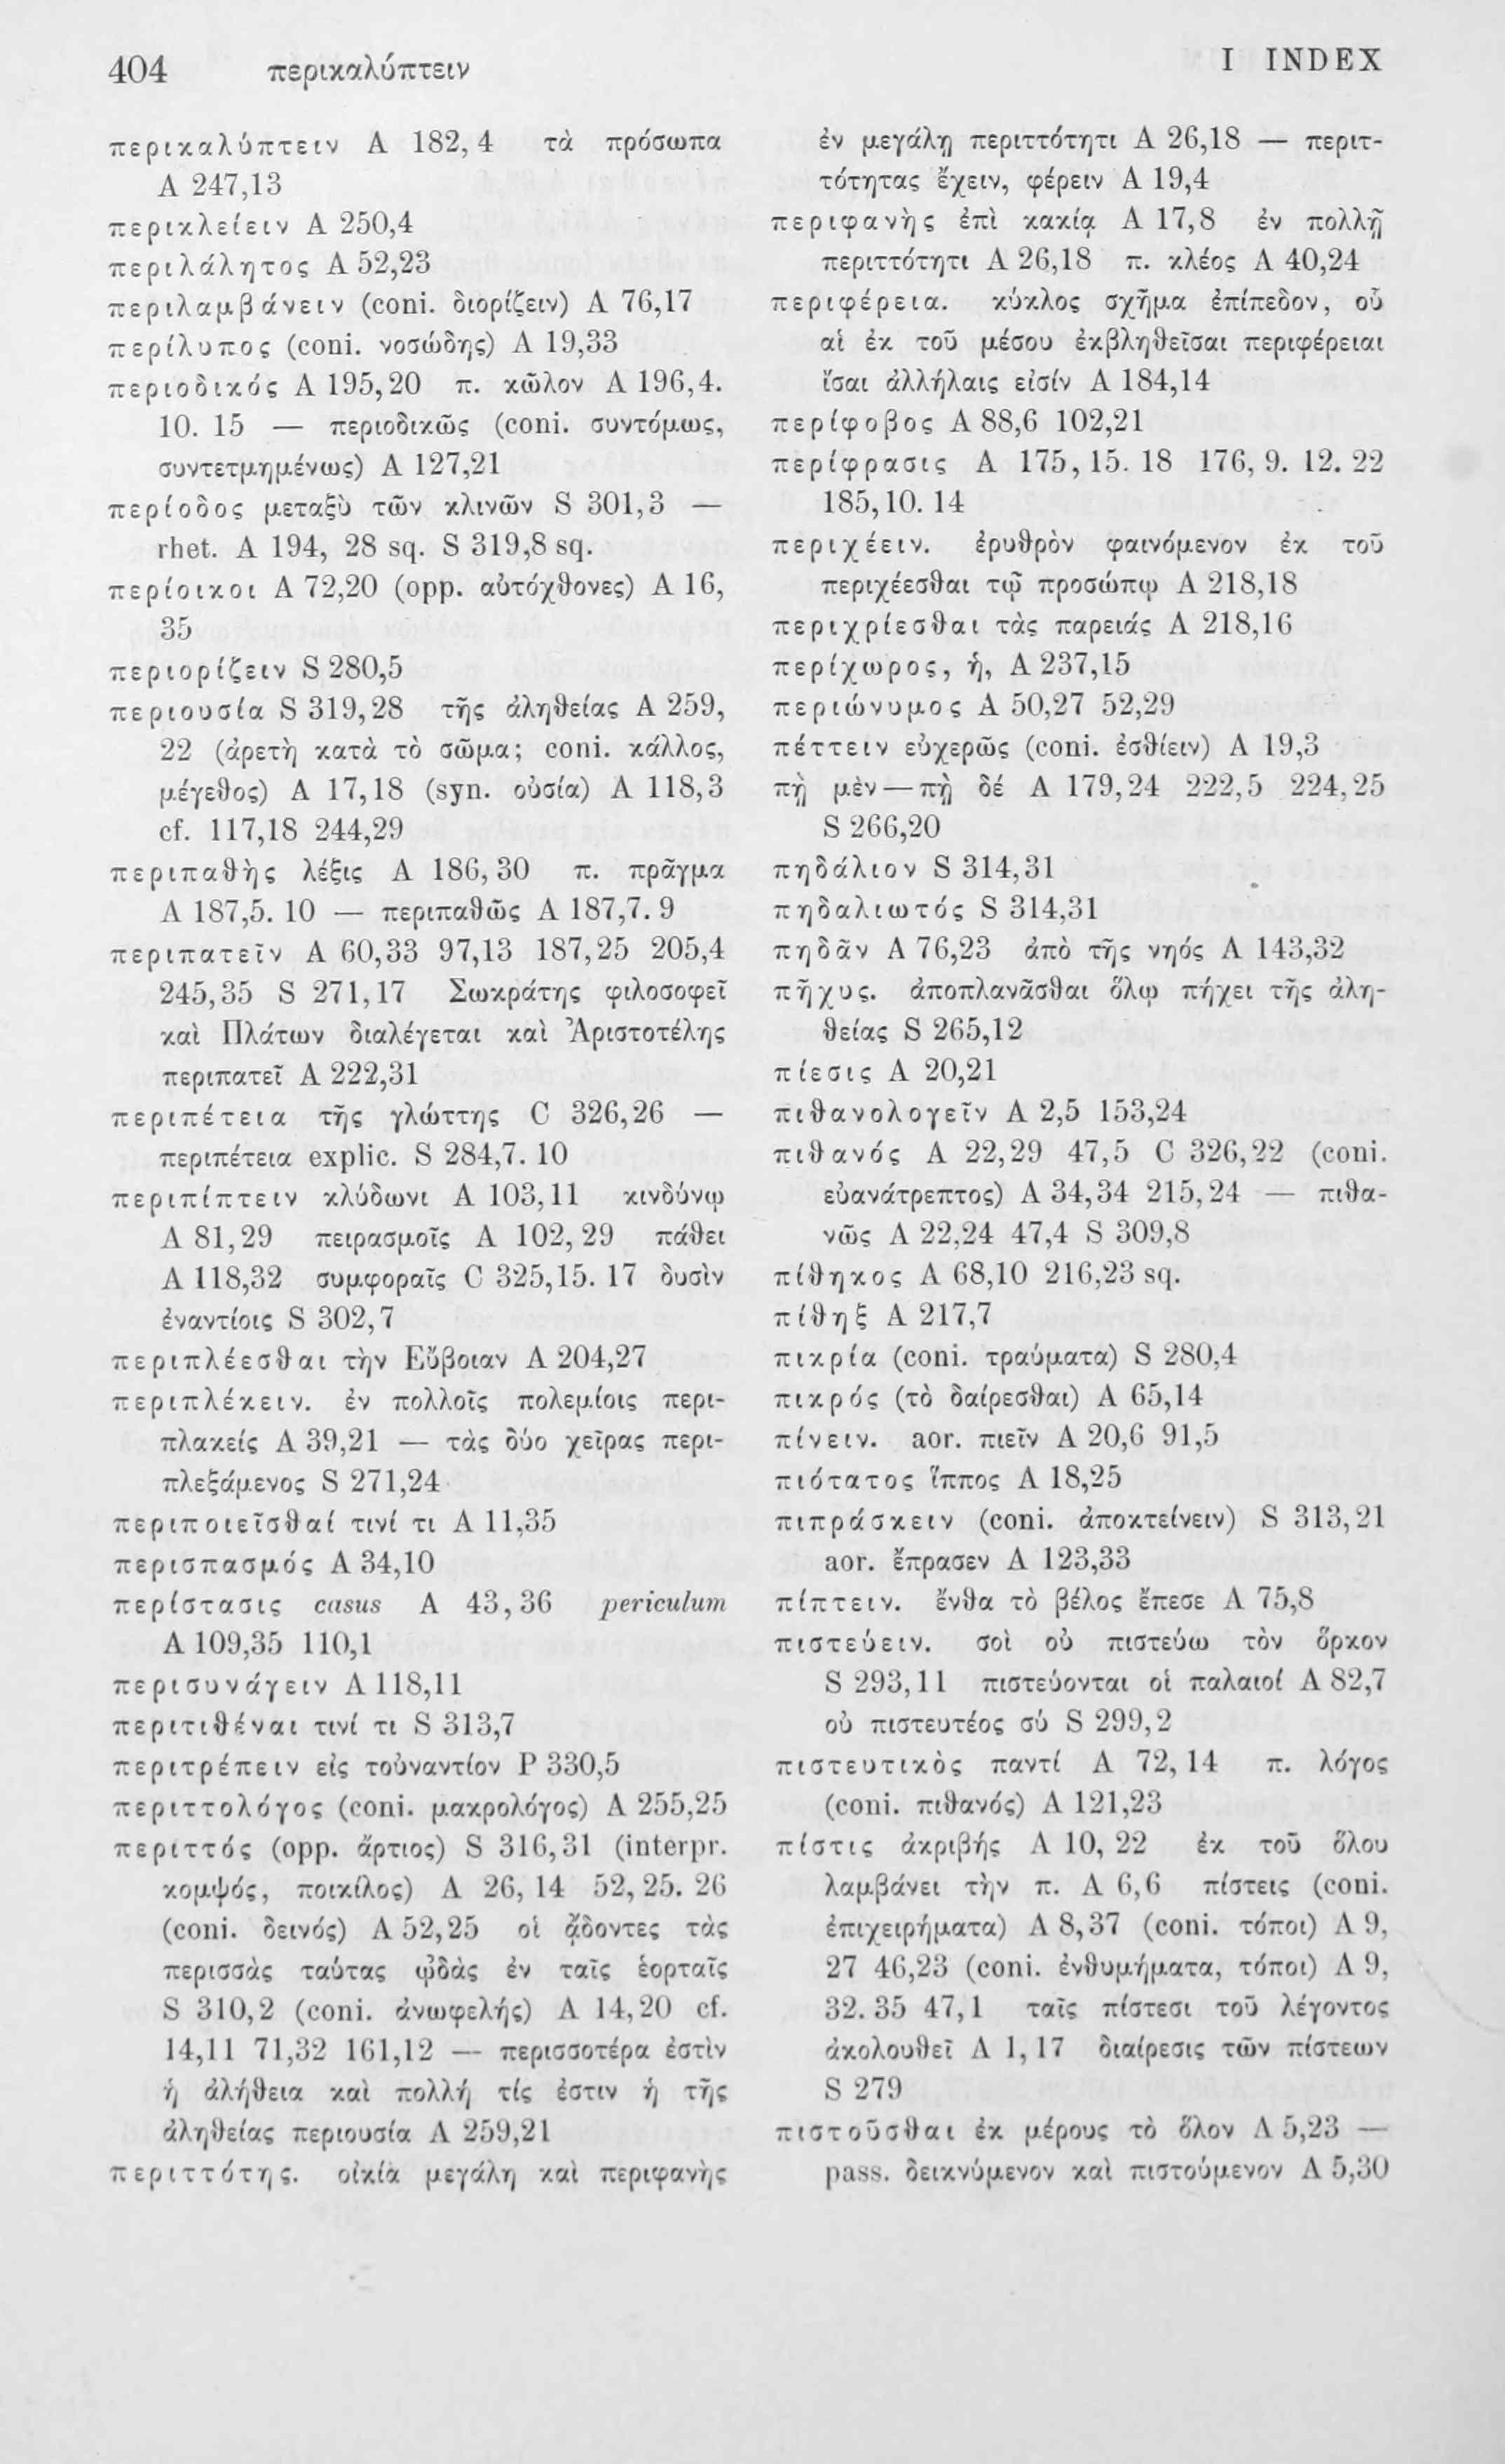 404 περικαλύπτειν I INDEX
περικαλύπτειν A 182, 4 τὰ πρόσωπα
A 247,13
περικλείειν A 250,4
περιλάλητος A 52,23
περιλαμβάνειν (coni. διορίζειν) A 76,17
περίλυπος (coni. νοσώδης) A 19,33
περιοδικός A 195,20 π. κῶλον A 196,4.
10. 15 — περιοδικῶς (coni. συντόμως,
συντετμημένως) A 127,21
περίοδος μεταξὺ τῶν κλινῶν S 301,3 —
rhet. A 194, 28 sq. S 319,8 sq.
περίοικοι A 72,20 (opp. αὐτόχθονες) A 16,
35
περιορίζειν S 280,5
περιουσία S 319,28 τῆς ἀληθείας A 259,
22 (ἀρετὴ κατὰ τὸ σῶμα; coni. κάλλος,
μέγεθος) A 17,18 (syn. οὐσία) A 118,3
cf. 117,18 244,29
περιπαθὴς λέξις A 186,30 π. πρᾶγμα
A 187,5. 10 — περιπαθῶς A 187,7. 9
περιπατεῖν A 60,33 97,13 187,25 205,4
245,35 S 271,17 Σωκράτης φιλοσοφεῖ
καὶ Πλάτων διαλέγεται καὶ Ἀριστοτέλης
περιπατεῖ A 222,31
περιπέτεια τῆς γλώττης C 326,26 —
περιπέτεια explic. S 284,7. 10
περιπίπτειν κλύδωνι A 103,11 κινδύνῳ
A 81,29 πειρασμοῖς A 102,29 πάθει
A 118,32 συμφοραῖς C 325,15. 17 δυσὶν
ἐναντίοις S 302,7
περιπλέεσθαι τὴν Εὔβοιαν A 204,27
περιπλέκειν. ἐν πολλοῖς πολεμίοις περι-
πλακείς A 39,21 — τὰς δύο χεῖρας περι-
πλεξάμενος S 271,24
περιποιεῖσθαί τινί τι A 11,35
περισπασμός A 34,10
περίστασις casus A 43,36 periculum
A 109,35 110,1
περισυνάγειν A 118,11
περιτιθέναι τινί τι S 313,7
περιτρέπειν εἰς τοὐναντίον P 330,5
περιττολόγος (coni. μακρολόγος) A 255,25
περιττός (opp. ἄρτιος) S 316,31 (interpr.
κομψός, ποικίλος) A 26, 14 52, 25. 26
(coni. δεινός) A 52,25 οἱ ᾄδοντες τὰς
περισσὰς ταύτας ᾠδὰς ἐν ταῖς ἑορταῖς
S 310,2 (coni. ἀνωφελής) A 14,20 cf.
14,11 71,32 161,12 — περισσοτέρα ἐστὶν
ἡ ἀλήθεια καὶ πολλή τίς ἐστιν ἡ τῆς
ἀληθείας περιουσία A 259,21
περιττότης. οἰκία μεγάλη καὶ περιφανὴς
ἐν μεγάλῃ περιττότητι A 26,18 — περιτ-
τότητας ἔχειν, φέρειν A 19,4
περιφανὴς ἐπὶ κακίᾳ A 17,8 ἐν πολλῇ
περιττότητι A 26,18 π. κλέος A 40,24
περιφέρεια. κύκλος σχῆμα ἐπίπεδον, οὗ
αἱ ἐκ τοῦ μέσου ἐκβληθεῖσαι περιφέρειαι
ἴσαι ἀλλήλαις εἰσίν A 184,14
περίφοβος A 88,6 102,21
περίφρασις A 175, 15. 18 176, 9. 12. 22
185,10. 14
περιχέειν. ἐρυθρὸν φαινόμενον ἐκ τοῦ
περιχέεσθαι τῷ προσώπῳ A 218,18
περιχρίεσθαι τὰς παρειάς A 218,16
περίχωρος, ἡ, A 237,15
περιώνυμος A 50,27 52,29
πέττειν εὐχερῶς (coni. ἐσθίειν) A 19,3
πῇ μὲν — πῇ δέ A 179,24 222,5 224,25
S 266,20
πηδάλιον S 314,31
πηδαλιωτός S 314,31
πηδᾶν A 76,23 ἀπὸ τῆς νηός A 143,32
πῆχυς. ἀποπλανᾶσθαι ὅλῳ πήχει τῆς ἀλη-
θείας S 265,12
πίεσις A 20,21
πιθανολογεῖν A 2,5 153,24
πιθανός A 22,29 47,5 C 326,22 (coni.
εὐανάτρεπτος) A 34,34 215,24 — πιθα-
νῶς A 22,24 47,4 S 309,8
πίθηκος A 68,10 216,23 sq.
πίθηξ A 217,7
πικρία (coni. τραύματα) S 280,4
πικρός (τὸ δαίρεσθαι) A 65,14
πίνειν. aor. πιεῖν A 20,6 91,5
πιότατος ἵππος A 18,25
πιπράσκειν (coni. ἀποκτείνειν) S 313,21
aor. ἔπρασεν A 123,33
πίπτειν. ἔνθα τὸ βέλος ἔπεσε A 75,8
πιστεύειν. σοὶ οὐ πιστεύω τὸν ὅρκον
S 293,11 πιστεύονται οἱ παλαιοί A 82,7
οὐ πιστευτέος σύ S 299,2
πιστευτικὸς παντί A 72,14 π. λόγος
(coni. πιθανός) A 121,23
πίστις ἀκριβής A 10, 22 ἐκ τοῦ ὅλου
λαμβάνει τὴν π. A 6,6 πίστεις (coni.
ἐπιχειρήματα) A 8,37 (coni. τόποι) A 9,
27 46,23 (coni. ἐνθυμήματα, τόποι) A 9,
32. 35 47,1 ταῖς πίστεσι τοῦ λέγοντος
ἀκολουθεῖ A 1,17 διαίρεσις τῶν πίστεων
S 279
πιστοῦσθαι ἐκ μέρους τὸ ὅλον A 5,23 —
pass. δεικνύμενον καὶ πιστούμενον A 5,30